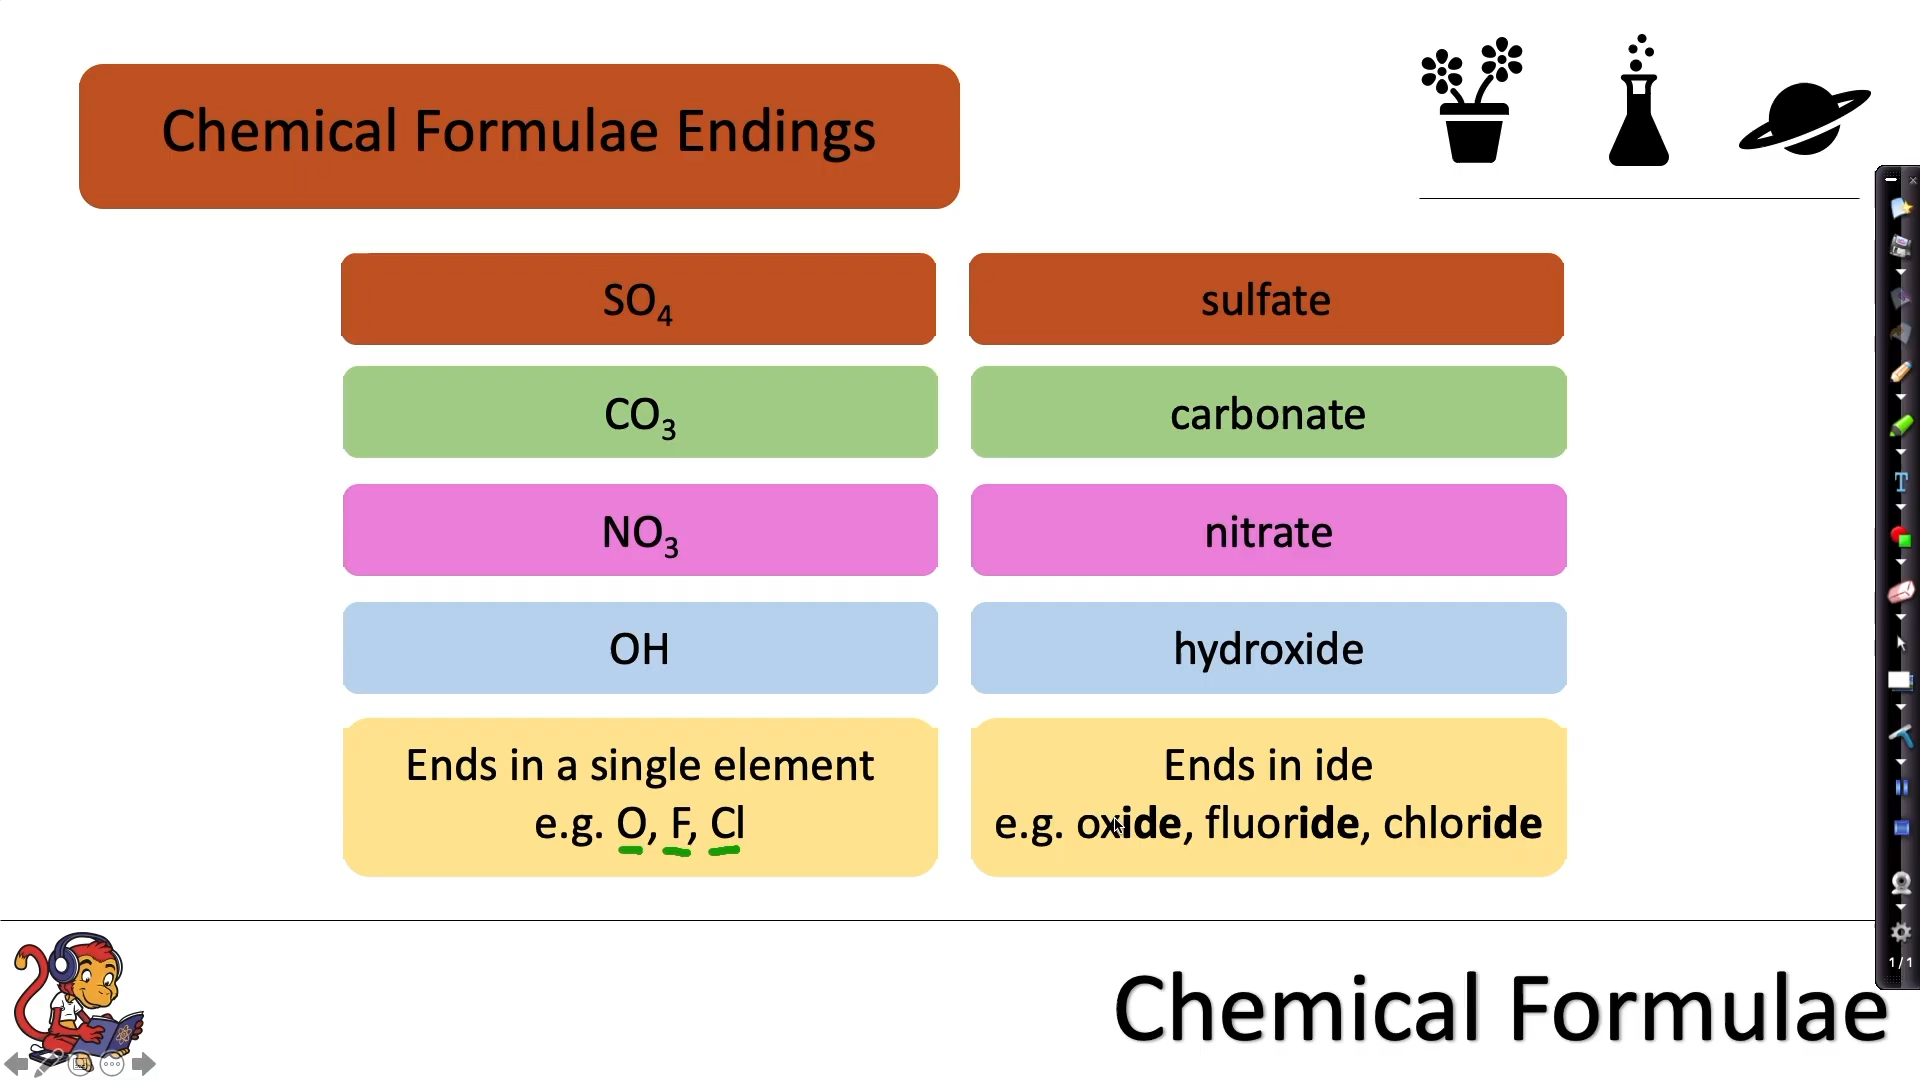 Chemical Formulae Endings
SO₄
sulfate
CO₃
carbonate
NO₃
nitrate
OH
hydroxide
Ends in a single element
e.g. O, F, Cl
Ends in ide
e.g. oxide, fluoride, chloride
T
1/1
Chemical Formulae